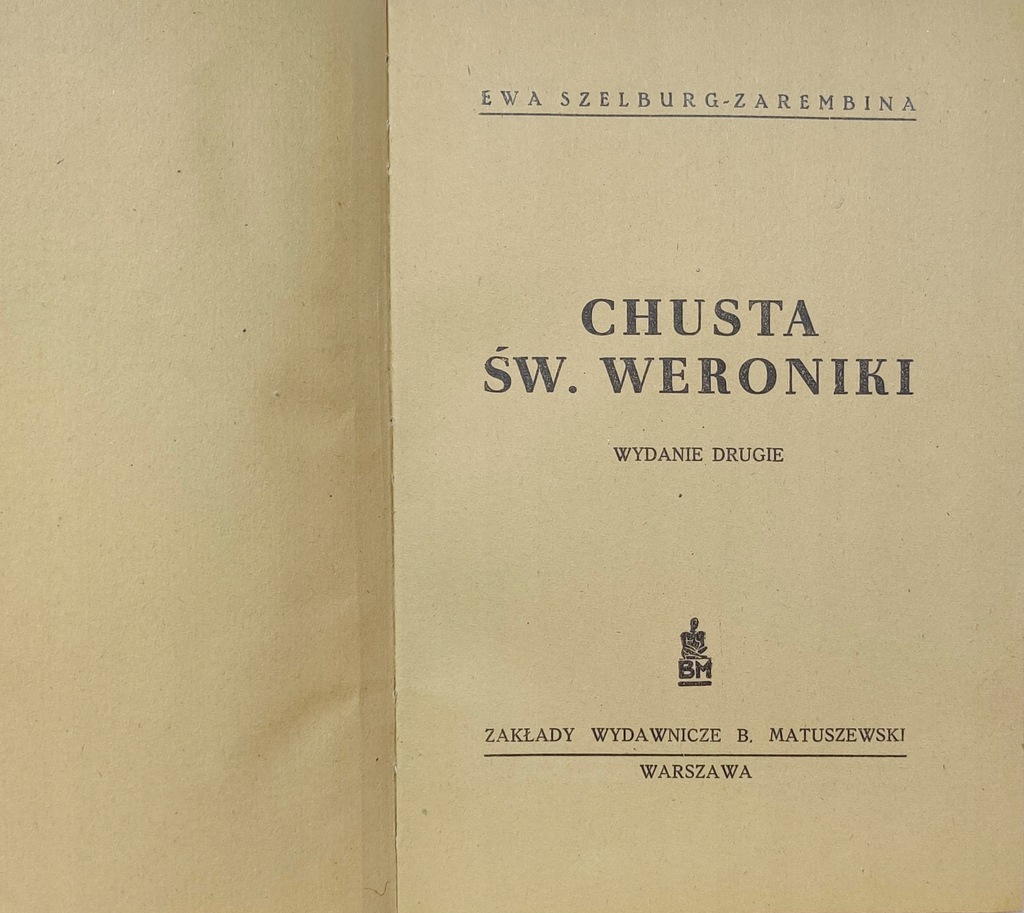 EWA SZELBURG-ZAREMBINA
CHUSTA
ŚW. WERONIKI
WYDANIE DRUGIE
BM
ZAKŁADY WYDAWNICZE B. MATUSZEWSKI
WARSZAWA